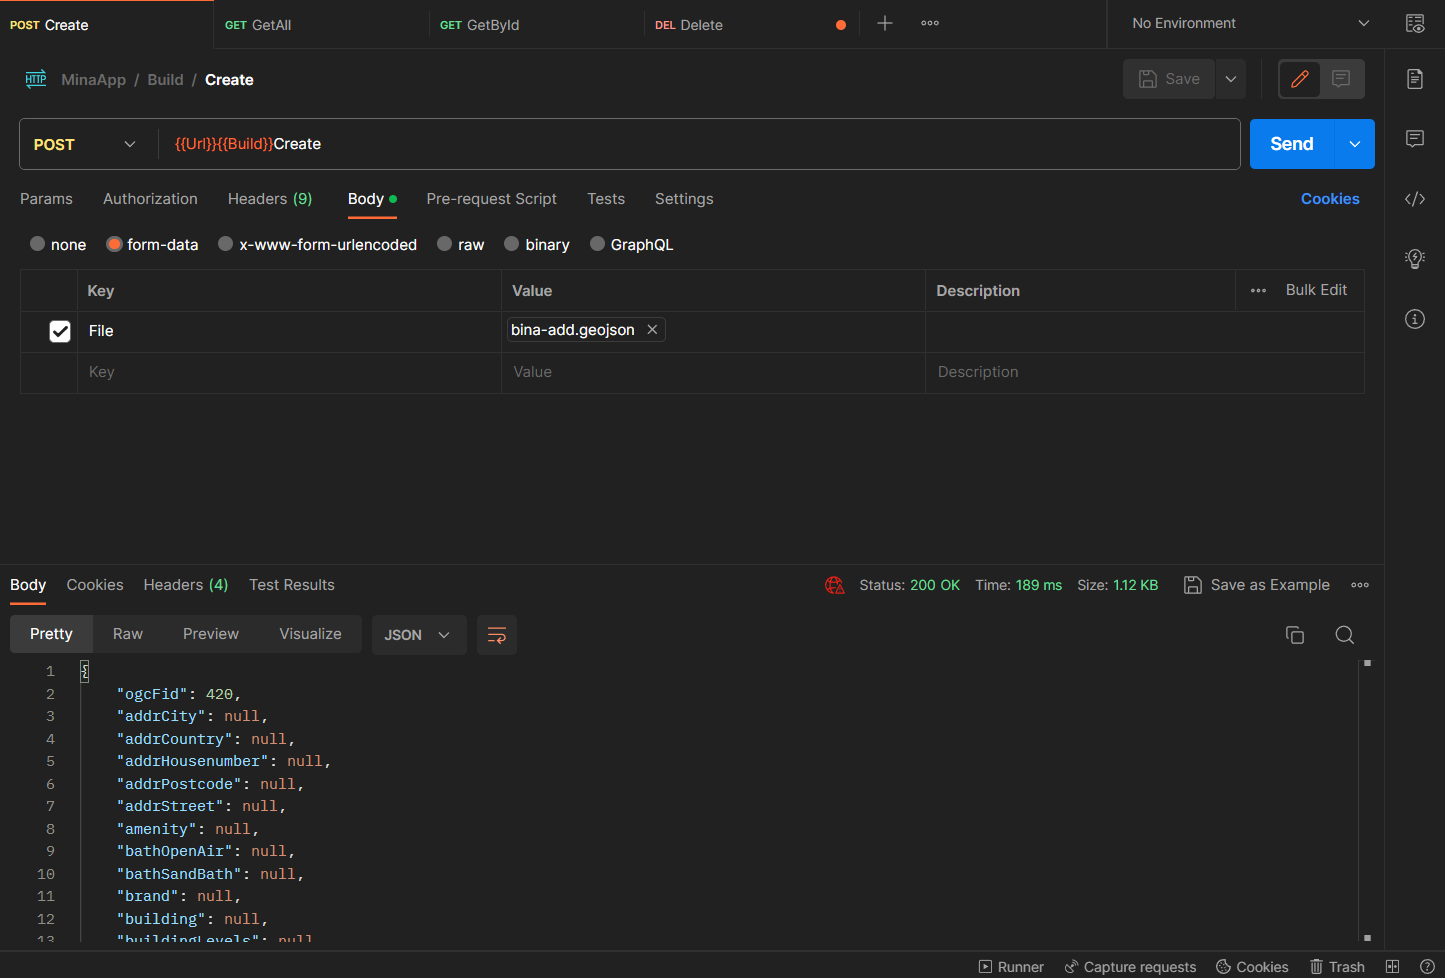 POST Create
GET GetAll
GET GetById
DEL Delete
No Environment
HTTP MinaApp / Build / Create
Save
POST
{{Url}}{{Build}}Create
Send
Params Authorization Headers (9) Body Pre-request Script Tests Settings
Cookies
none form-data x-www-form-urlencoded raw binary GraphQL
Key Value Description Bulk Edit
File bina-add.geojson
Key Value Description
Body Cookies Headers (4) Test Results
Status: 200 OK Time: 189 ms Size: 1.12 KB Save as Example
Pretty Raw Preview Visualize JSON
1 {
2 "ogcFid": 420,
3 "addrCity": null,
4 "addrCountry": null,
5 "addrHousenumber": null,
6 "addrPostcode": null,
7 "addrStreet": null,
8 "amenity": null,
9 "bathOpenAir": null,
10 "bathSandBath": null,
11 "brand": null,
12 "building": null,
13 "buildingLevels": null
Runner Capture requests Cookies Trash